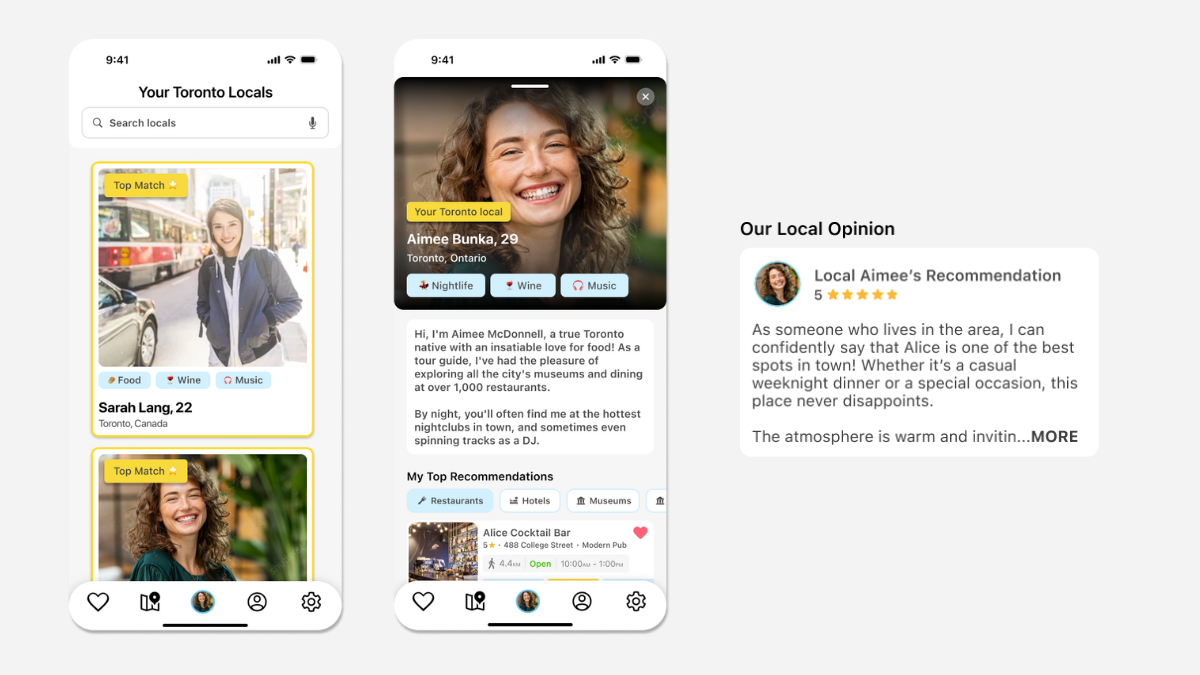 9:41
Your Toronto Locals
Search locals
Top Match
Food
Wine
Music
Sarah Lang, 22
Toronto, Canada
Top Match
9:41
Your Toronto local
Aimee Bunka, 29
Toronto, Ontario
Nightlife
Wine
Music
Hi, I'm Aimee McDonnell, a true Toronto
native with an insatiable love for food! As a
tour guide, I've had the pleasure of
exploring all the city's museums and dining
at over 1,000 restaurants.
By night, you'll often find me at the hottest
nightclubs in town, and sometimes even
spinning tracks as a DJ.
My Top Recommendations
Restaurants
Hotels
Museums
Alice Cocktail Bar
5★ · 488 College Street · Modern Pub
4.4KM
Open
10:00AM - 1:00PM
Our Local Opinion
Local Aimee's Recommendation
5 ★★★★★
As someone who lives in the area, I can
confidently say that Alice is one of the best
spots in town! Whether it's a casual
weeknight dinner or a special occasion, this
place never disappoints.
The atmosphere is warm and invitin...MORE